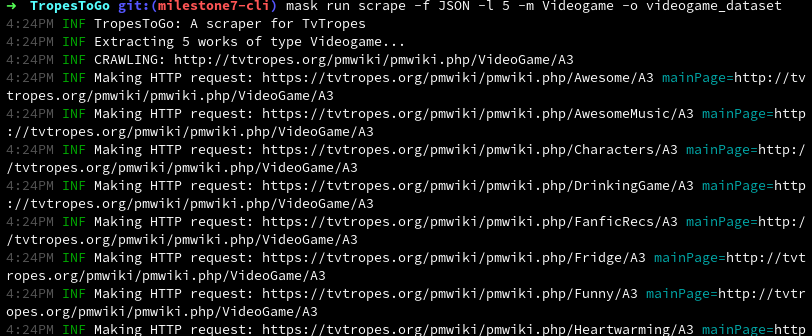 ➜  TropesToGo git:(milestone7-cli) mask run scrape -f JSON -l 5 -m Videogame -o videogame_dataset
4:24PM INF TropesToGo: A scraper for TvTropes
4:24PM INF Extracting 5 works of type Videogame...
4:24PM INF CRAWLING: http://tvtropes.org/pmwiki/pmwiki.php/VideoGame/A3
4:24PM INF Making HTTP request: https://tvtropes.org/pmwiki/pmwiki.php/Awesome/A3 mainPage=http://tv
tropes.org/pmwiki/pmwiki.php/VideoGame/A3
4:24PM INF Making HTTP request: https://tvtropes.org/pmwiki/pmwiki.php/AwesomeMusic/A3 mainPage=http
://tvtropes.org/pmwiki/pmwiki.php/VideoGame/A3
4:24PM INF Making HTTP request: https://tvtropes.org/pmwiki/pmwiki.php/Characters/A3 mainPage=http:/
/tvtropes.org/pmwiki/pmwiki.php/VideoGame/A3
4:24PM INF Making HTTP request: https://tvtropes.org/pmwiki/pmwiki.php/DrinkingGame/A3 mainPage=http
://tvtropes.org/pmwiki/pmwiki.php/VideoGame/A3
4:24PM INF Making HTTP request: https://tvtropes.org/pmwiki/pmwiki.php/FanficRecs/A3 mainPage=http:/
/tvtropes.org/pmwiki/pmwiki.php/VideoGame/A3
4:24PM INF Making HTTP request: https://tvtropes.org/pmwiki/pmwiki.php/Fridge/A3 mainPage=http://tvt
ropes.org/pmwiki/pmwiki.php/VideoGame/A3
4:24PM INF Making HTTP request: https://tvtropes.org/pmwiki/pmwiki.php/Funny/A3 mainPage=http://tvtr
opes.org/pmwiki/pmwiki.php/VideoGame/A3
4:24PM INF Making HTTP request: https://tvtropes.org/pmwiki/pmwiki.php/Heartwarming/A3 mainPage=http